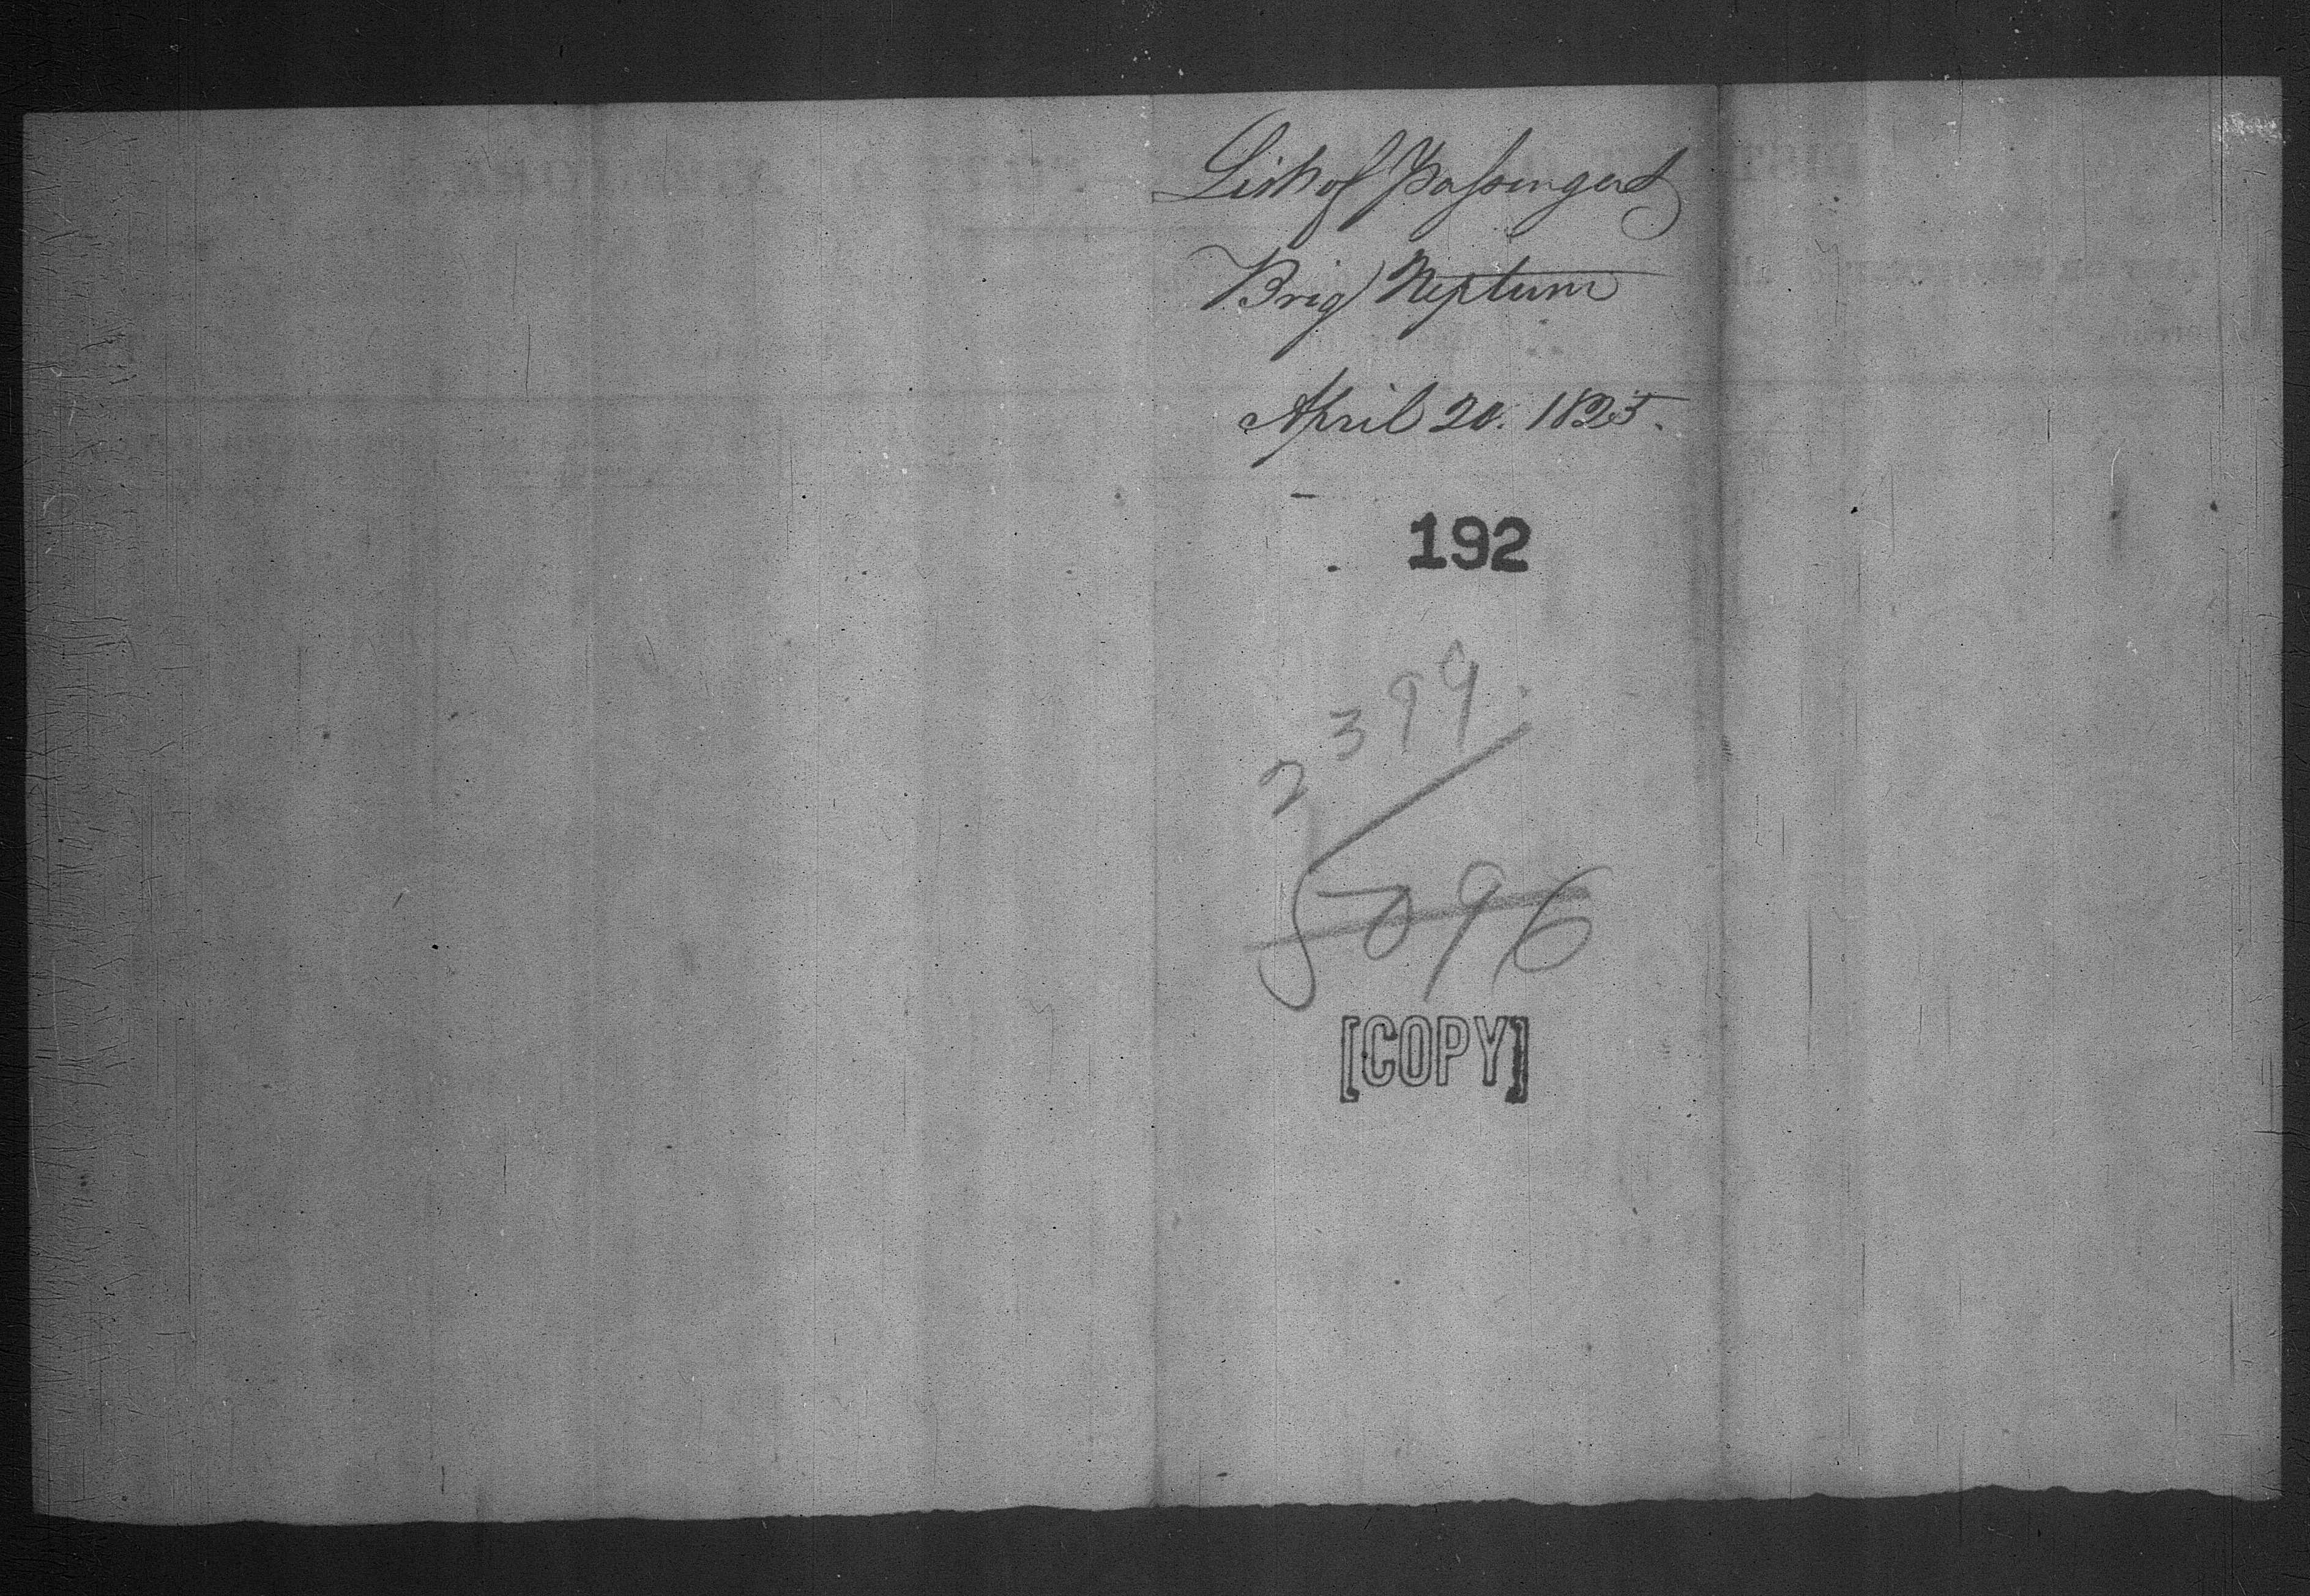 List of Passengers
Brig Neptune
April 20. 1825.
192
2399
5096
[COPY]